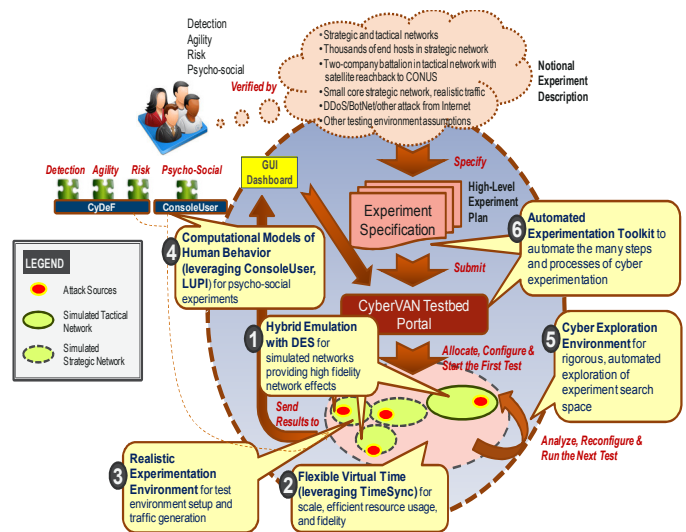 Detection
Agility
Risk
Psycho-social
Verified by
•Strategic and tactical networks
•Thousands of end hosts in strategic network
•Two-company battalion in tactical network with
satellite reachback to CONUS
•Small core strategic network, realistic traffic
•DDoS/BotNet/other attack from Internet
•Other testing environment assumptions
Notional
Experiment
Description
Detection Agility Risk Psycho-Social
CyDeF ConsoleUser
GUI
Dashboard
Specify
High-Level
Experiment
Plan
Experiment
Specification
Submit
CyberVAN Testbed
Portal
6
Automated
Experimentation Toolkit to
automate the many steps
and processes of cyber
experimentation
4
Computational Models of
Human Behavior
(leveraging ConsoleUser,
LUPI) for psycho-social
experiments
LEGEND
Attack Sources
Simulated Tactical
Network
Simulated
Strategic Network
1
Hybrid Emulation
with DES for
simulated networks
providing high fidelity
network effects
Allocate, Configure &
Start the First Test
5
Cyber Exploration
Environment for
rigorous, automated
exploration of
experiment search
space
Send
Results to
Analyze, Reconfigure &
Run the Next Test
3
Realistic
Experimentation
Environment for test
environment setup and
traffic generation
2
Flexible Virtual Time
(leveraging TimeSync) for
scale, efficient resource usage,
and fidelity